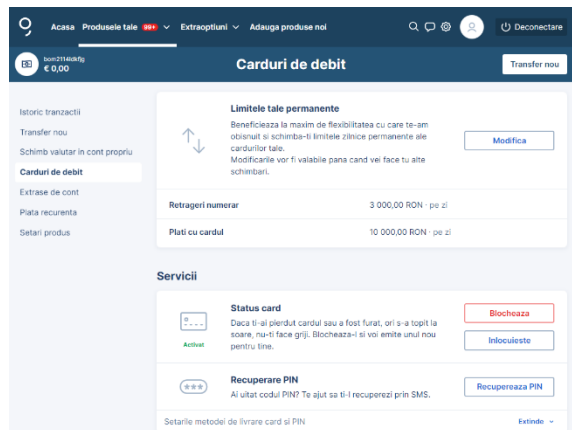 Acasa Produsele tale 99+ Extraoptiuni Adauga produse noi Deconectare
€ 0,00
Carduri de debit
Transfer nou
Istoric tranzactii
Transfer nou
Schimb valutar in cont propriu
Carduri de debit
Extrase de cont
Plata recurenta
Setari produs
Limitele tale permanente
Beneficieaza la maxim de flexibilitatea cu care te-am
obisnuit si schimba-ti limitele zilnice permanente ale
cardurilor tale.
Modificarile vor fi valabile pana cand vei face tu alte
schimbari.
Modifica
Retrageri numerar 3 000,00 RON · pe zi
Plati cu cardul 10 000,00 RON · pe zi
Servicii
Activat
Status card
Daca ti-ai pierdut cardul sau a fost furat, ori s-a topit la
soare, nu-ti face griji. Blocheaza-l si voi emite unul nou
pentru tine.
Blocheaza
Inlocuieste
Recuperare PIN
Ai uitat codul PIN? Te ajut sa ti-l recuperezi prin SMS.
Recupereaza PIN
Setarile metodei de livrare card si PIN Extinde